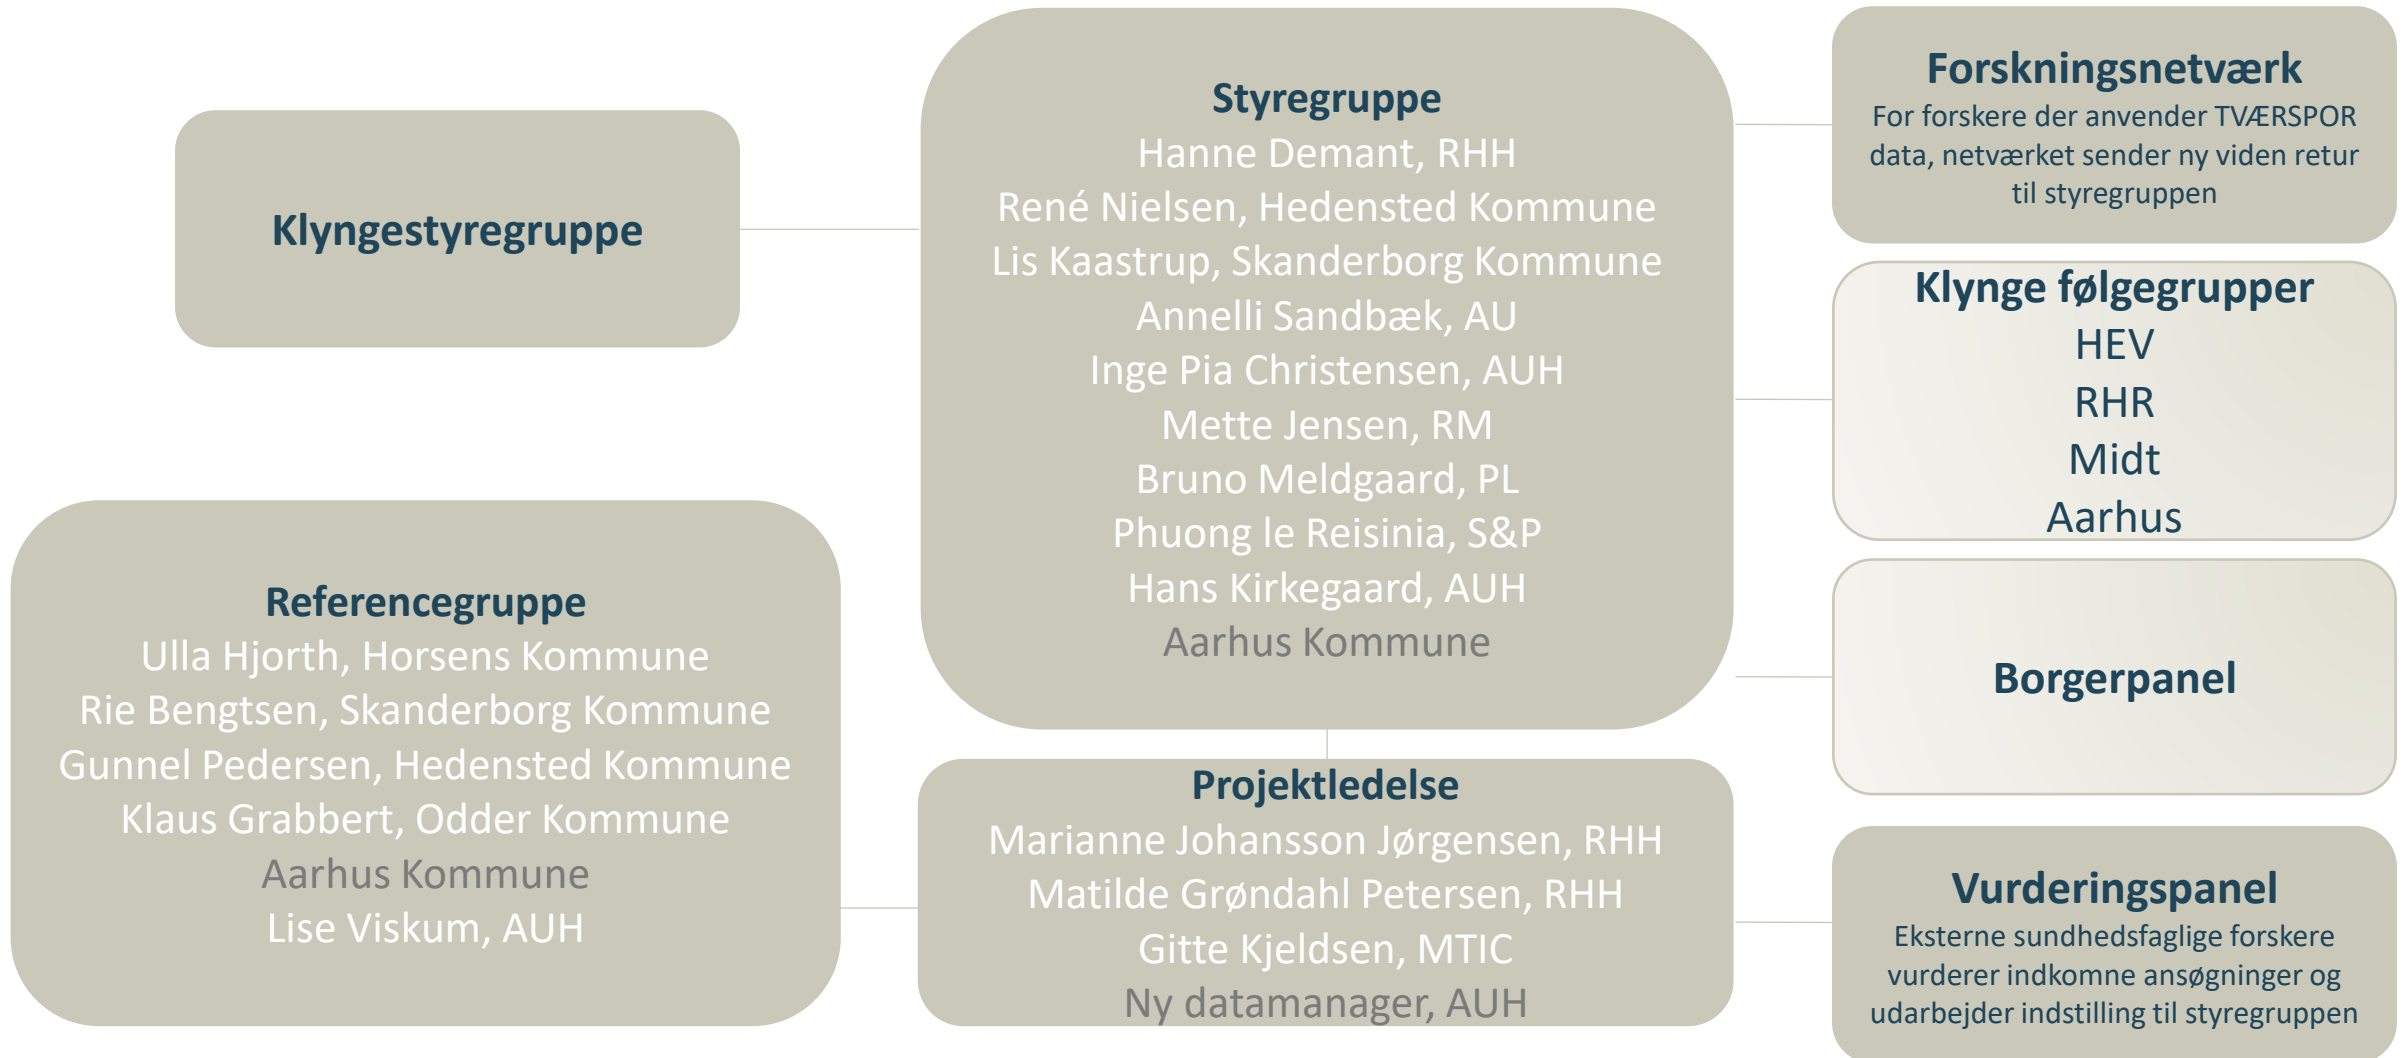 Klyngestyregruppe
Styregruppe
Hanne Demant, RHH
René Nielsen, Hedensted Kommune
Lis Kaastrup, Skanderborg Kommune
Annelli Sandbæk, AU
Inge Pia Christensen, AUH
Mette Jensen, RM
Bruno Meldgaard, PL
Phuong le Reisinia, S&P
Hans Kirkegaard, AUH
Aarhus Kommune
Forskningsnetværk
For forskere der anvender TVÆRSPOR
data, netværket sender ny viden retur
til styregruppen
Klynge følgegrupper
HEV
RHR
Midt
Aarhus
Borgerpanel
Referencegruppe
Ulla Hjorth, Horsens Kommune
Rie Bengtsen, Skanderborg Kommune
Gunnel Pedersen, Hedensted Kommune
Klaus Grabbert, Odder Kommune
Aarhus Kommune
Lise Viskum, AUH
Projektledelse
Marianne Johansson Jørgensen, RHH
Matilde Grøndahl Petersen, RHH
Gitte Kjeldsen, MTIC
Ny datamanager, AUH
Vurderingspanel
Eksterne sundhedsfaglige forskere
vurderer indkomne ansøgninger og
udarbejder indstilling til styregruppen